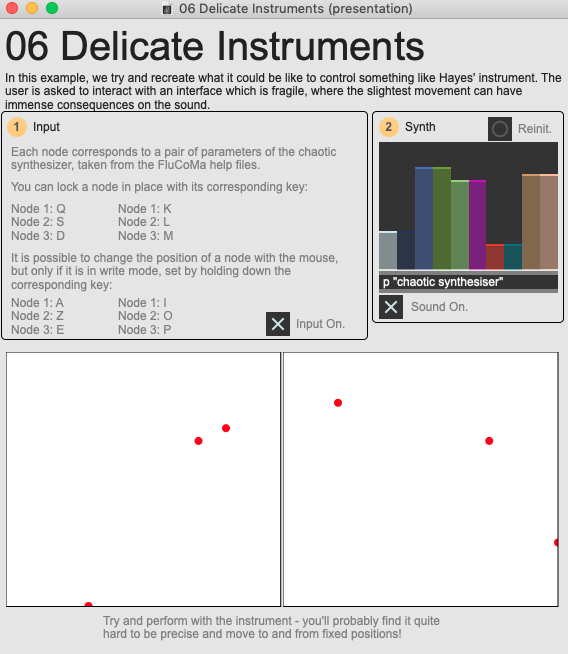 06 Delicate Instruments (presentation)
06 Delicate Instruments
In this example, we try and recreate what it could be like to control something like Hayes' instrument. The
user is asked to interact with an interface which is fragile, where the slightest movement can have
immense consequences on the sound.
1 Input
Each node corresponds to a pair of parameters of the chaotic
synthesizer, taken from the FluCoMa help files.
You can lock a node in place with its corresponding key:
Node 1: Q Node 1: K
Node 2: S Node 2: L
Node 3: D Node 3: M
It is possible to change the position of a node with the mouse,
but only if it is in write mode, set by holding down the
corresponding key:
Node 1: A Node 1: I
Node 2: Z Node 2: O
Node 3: E Node 3: P
Input On.
2 Synth
Reinit.
p "chaotic synthesiser"
Sound On.
Try and perform with the instrument - you'll probably find it quite
hard to be precise and move to and from fixed positions!